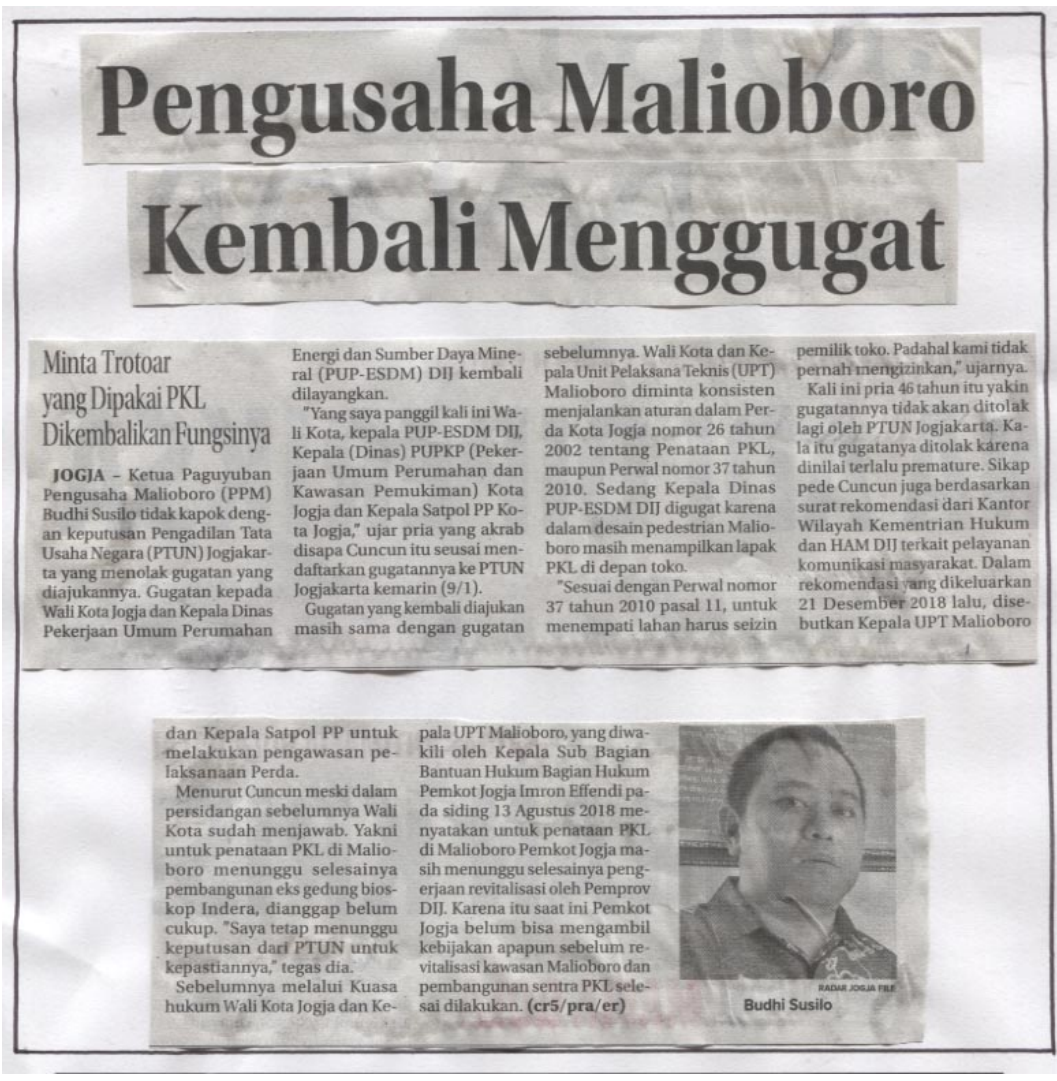 Pengusaha Malioboro
Kembali Menggugat
Minta Trotoar
yang Dipakai PKL
Dikembalikan Fungsinya
JOGJA – Ketua Paguyuban
Pengusaha Malioboro (PPM)
Budhi Susilo tidak kapok deng-
an keputusan Pengadilan Tata
Usaha Negara (PTUN) Jogjakar-
ta yang menolak gugatan yang
diajukannya. Gugatan kepada
Wali Kota Jogja dan Kepala Dinas
Pekerjaan Umum Perumahan
Energi dan Sumber Daya Mine-
ral (PUP-ESDM) DIJ kembali
dilayangkan.
"Yang saya panggil kali ini Wa-
li Kota, kepala PUP-ESDM DIJ,
Kepala (Dinas) PUPKP (Peker-
jaan Umum Perumahan dan
Kawasan Pemukiman) Kota
Jogja dan Kepala Satpol PP Ko-
ta Jogja," ujar pria yang akrab
disapa Cuncun itu seusai men-
daftarkan gugatannya ke PTUN
Jogjakarta kemarin (9/1).
Gugatan yang kembali diajukan
masih sama dengan gugatan
sebelumnya. Wali Kota dan Ke-
pala Unit Pelaksana Teknis (UPT)
Malioboro diminta konsisten
menjalankan aturan dalam Per-
da Kota Jogja nomor 26 tahun
2002 tentang Penataan PKL,
maupun Perwal nomor 37 tahun
2010. Sedang Kepala Dinas
PUP-ESDM DIJ digugat karena
dalam desain pedestrian Malio-
boro masih menampilkan lapak
PKL di depan toko.
"Sesuai dengan Perwal nomor
37 tahun 2010 pasal 11, untuk
menempati lahan harus seizin
pemilik toko. Padahal kami tidak
pernah mengizinkan," ujarnya.
Kali ini pria 46 tahun itu yakin
gugatannya tidak akan ditolak
lagi oleh PTUN Jogjakarta. Ka-
la itu gugatanya ditolak karena
dinilai terlalu premature. Sikap
pede Cuncun juga berdasarkan
surat rekomendasi dari Kantor
Wilayah Kementrian Hukum
dan HAM DIJ terkait pelayanan
komunikasi masyarakat. Dalam
rekomendasi yang dikeluarkan
21 Desember 2018 lalu, dise-
butkan Kepala UPT Malioboro
dan Kepala Satpol PP untuk
melakukan pengawasan pe-
laksanaan Perda.
Menurut Cuncun meski dalam
persidangan sebelumnya Wali
Kota sudah menjawab. Yakni
untuk penataan PKL di Malio-
boro menunggu selesainya
pembangunan eks gedung bios-
kop Indera, dianggap belum
cukup. "Saya tetap menunggu
keputusan dari PTUN untuk
kepastiannya," tegas dia.
Sebelumnya melalui Kuasa
hukum Wali Kota Jogja dan Ke-
pala UPT Malioboro, yang diwa-
kili oleh Kepala Sub Bagian
Bantuan Hukum Bagian Hukum
Pemkot Jogja Imron Effendi pa-
da siding 13 Agustus 2018 me-
nyatakan untuk penataan PKL
di Malioboro Pemkot Jogja ma-
sih menunggu selesainya peng-
erjaan revitalisasi oleh Pemprov
DIJ. Karena itu saat ini Pemkot
Jogja belum bisa mengambil
kebijakan apapun sebelum re-
vitalisasi kawasan Malioboro dan
pembangunan sentra PKL sele-
sai dilakukan. (cr5/pra/er)
RADAR JOGJA FILE
Budhi Susilo